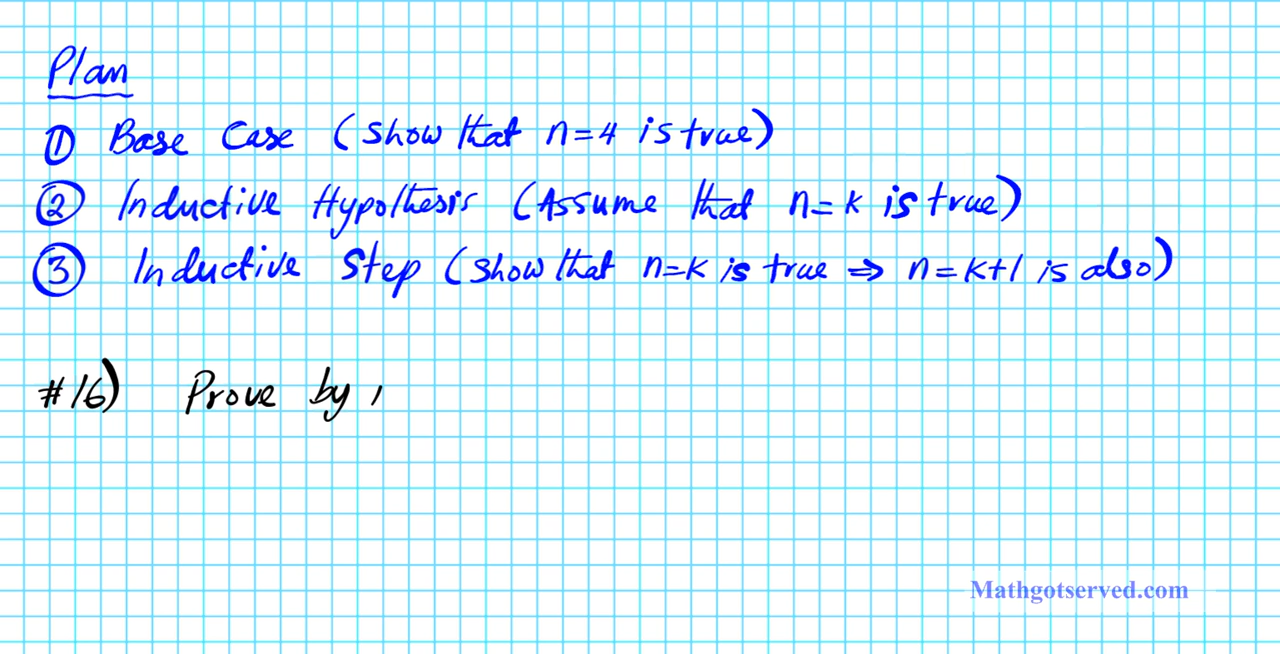 Plan
① Base Case (show that n=4 is true)
② Inductive Hypothesis (Assume that n=k is true)
③ Inductive Step (show that n=k is true ⇒ n=k+1 is also)
#16) Prove by
Mathgotserved.com